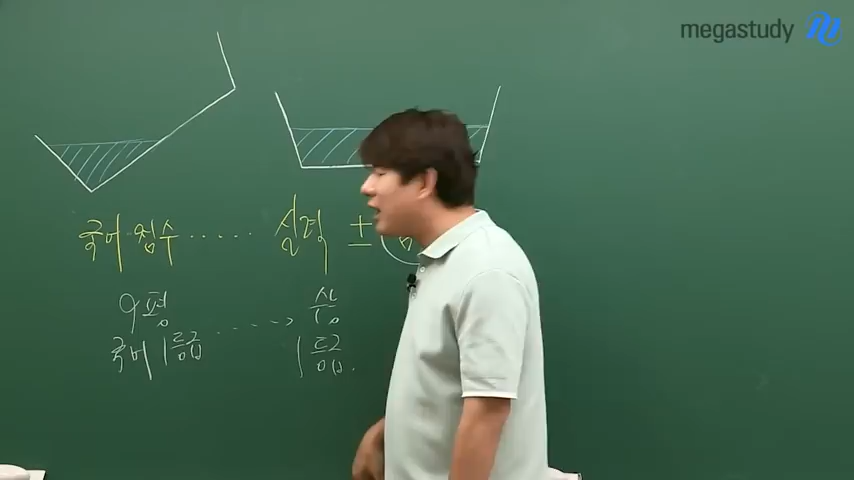 megastudy
국어 점수 ...... 실력 ±
9평 수능
국어 1등급 ----> 1등급.